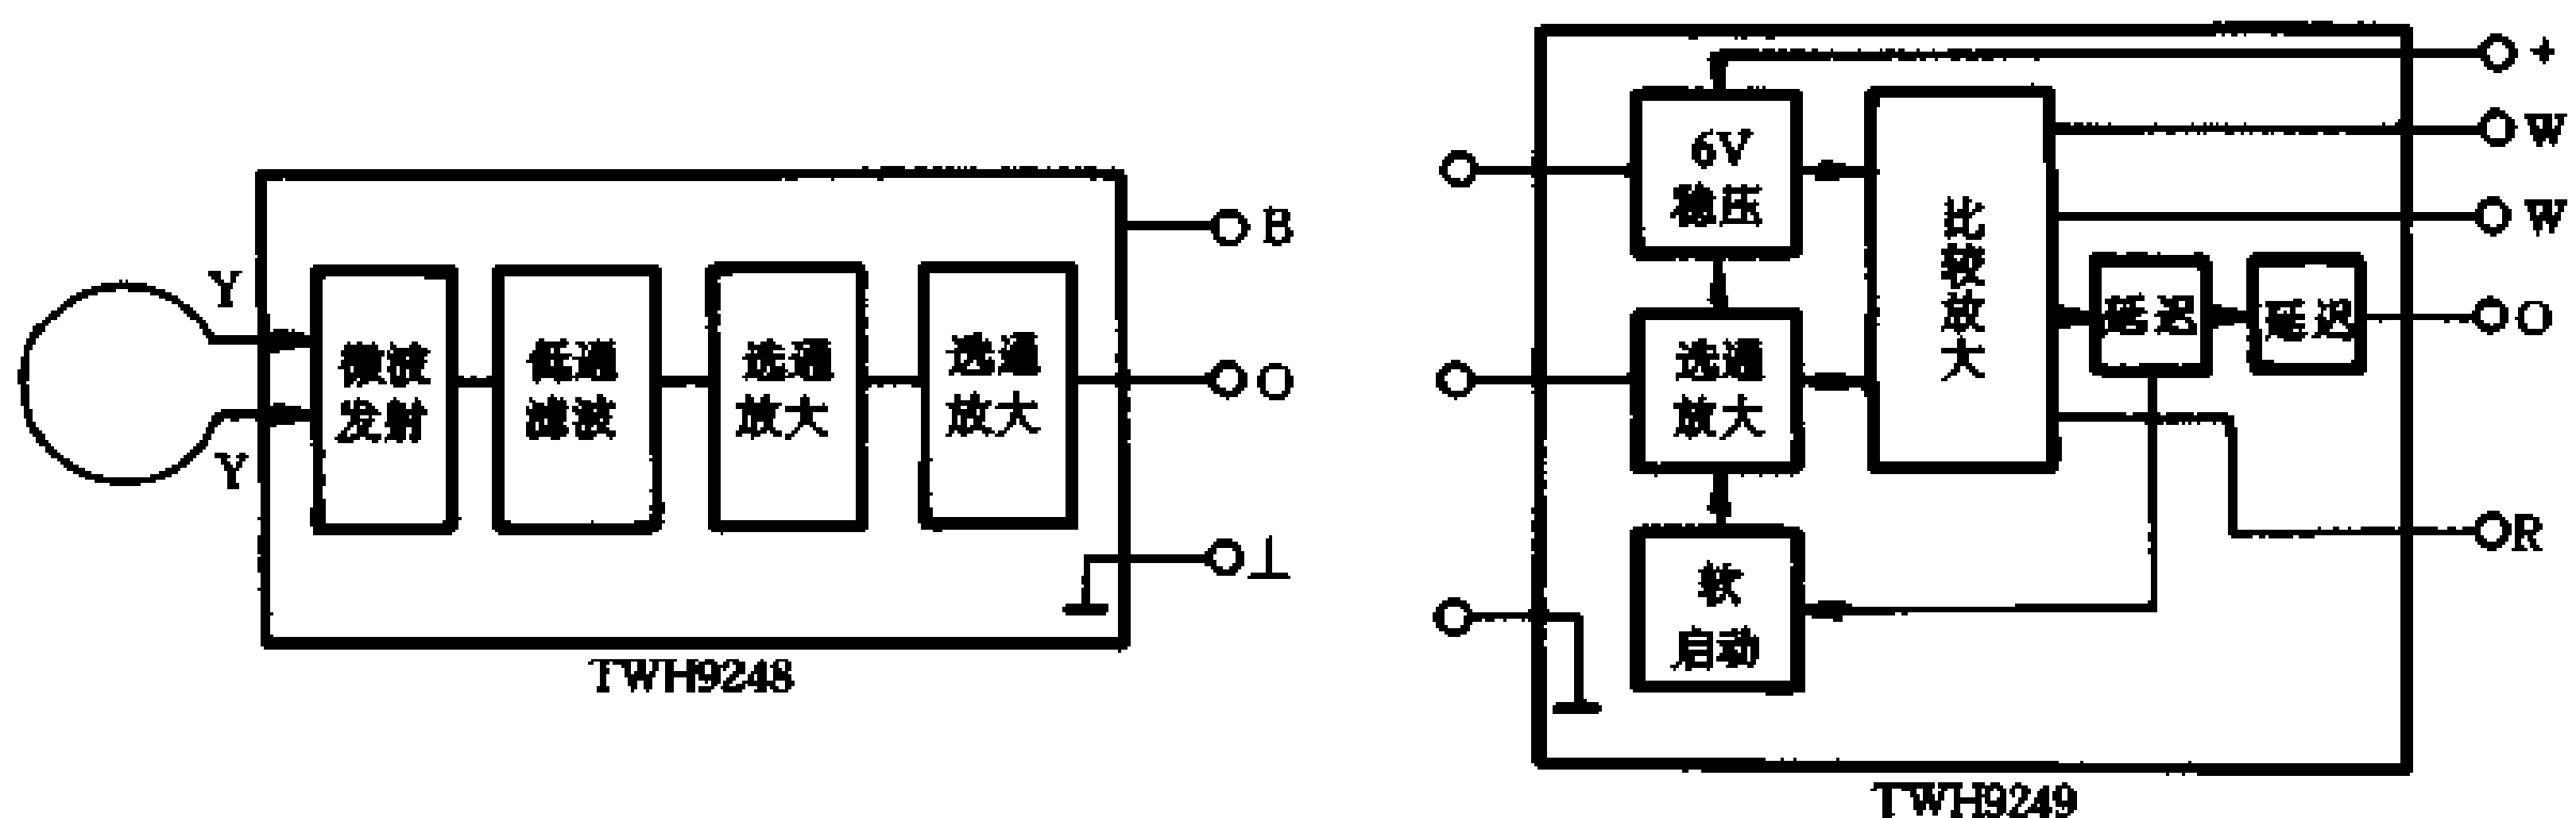 Y
Y
微波
发射
低通
滤波
选通
放大
选通
放大
B
O
⊥
TWH9248
6V
稳压
选通
放大
软
启动
比较放大
延迟
延迟
+
W
W
O
R
TWH9249